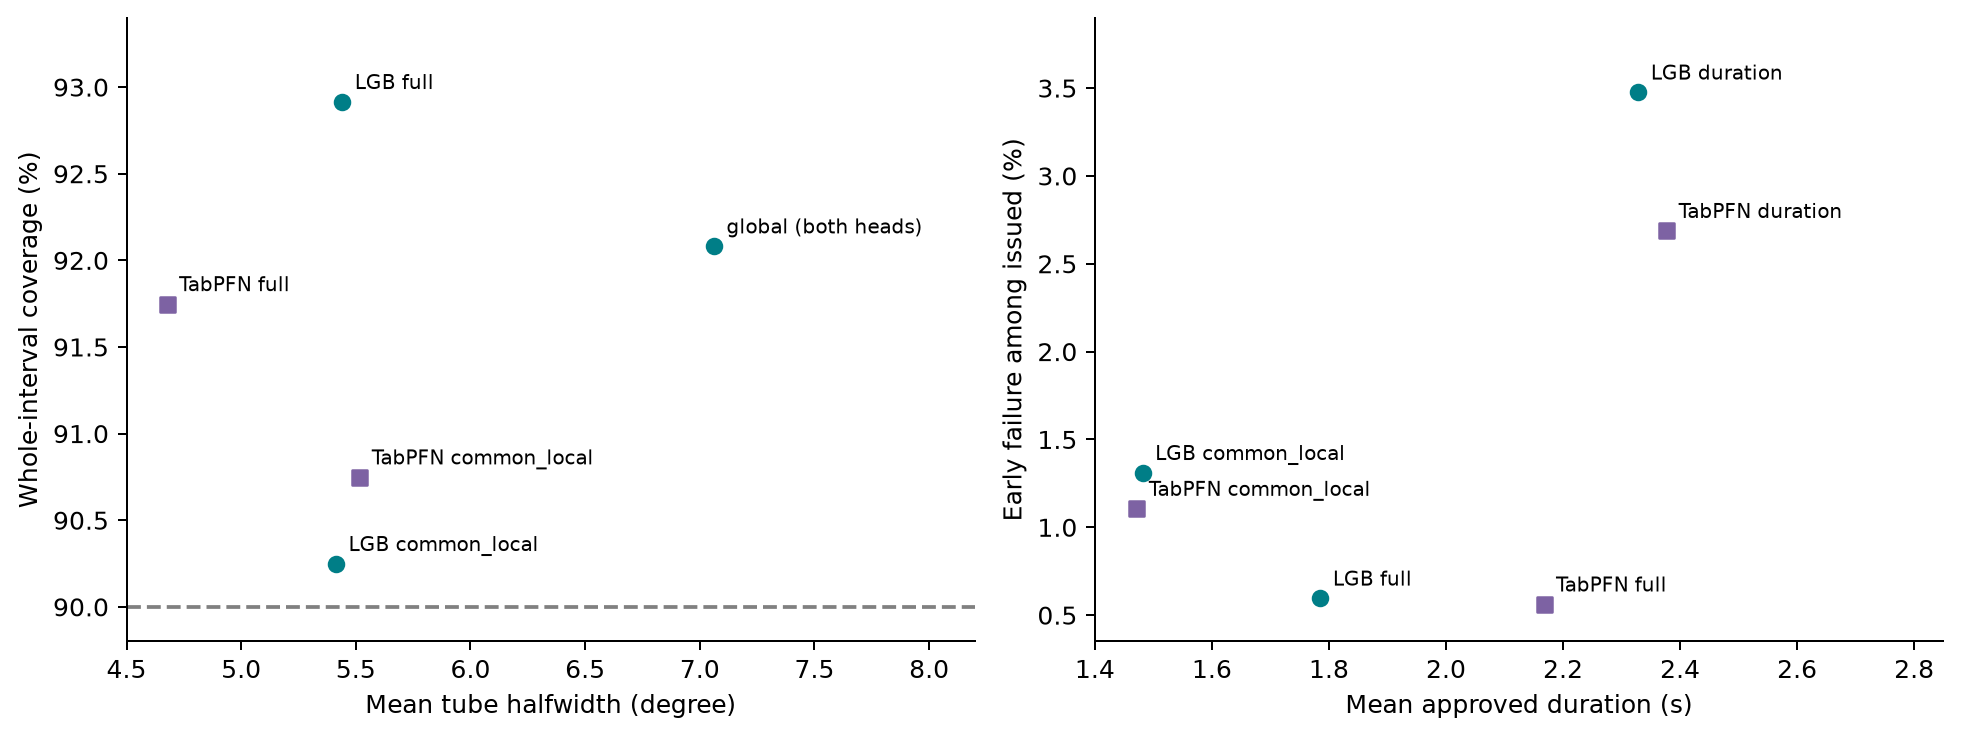 93.0
92.5
92.0
91.5
91.0
90.5
90.0
Whole-interval coverage (%)
LGB full
global (both heads)
TabPFN full
TabPFN common_local
LGB common_local
4.5 5.0 5.5 6.0 6.5 7.0 7.5 8.0
Mean tube halfwidth (degree)
3.5
3.0
2.5
2.0
1.5
1.0
0.5
Early failure among issued (%)
LGB duration
TabPFN duration
LGB common_local
TabPFN common_local
LGB full
TabPFN full
1.4 1.6 1.8 2.0 2.2 2.4 2.6 2.8
Mean approved duration (s)